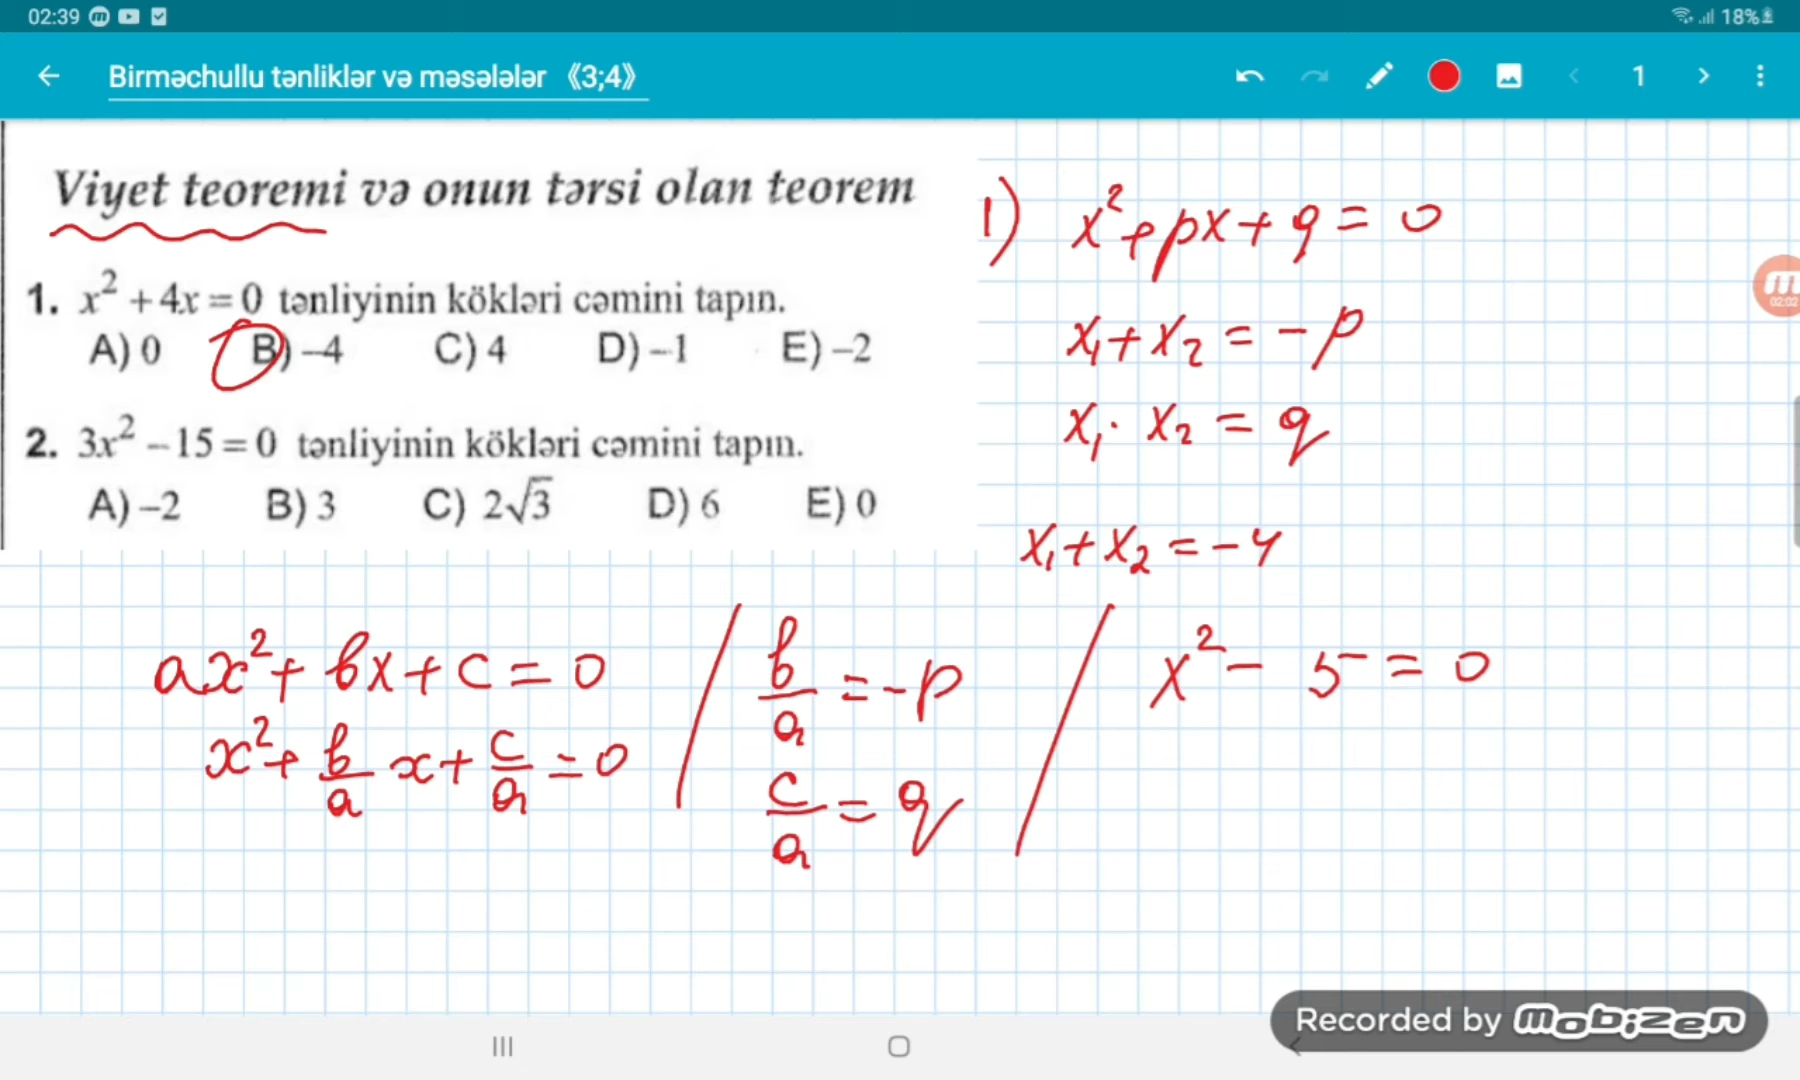 02:39
18%
Birməchullu tənliklər və məsələlər 《3;4》
1
Viyet teoremi və onun tərsi olan teorem
1. x² + 4x = 0 tənliyinin kökləri cəmini tapın.
A) 0 B) –4 C) 4 D) –1 E) –2
2. 3x² – 15 = 0 tənliyinin kökləri cəmini tapın.
A) –2 B) 3 C) 2√3 D) 6 E) 0
1) x² + px + q = 0
x₁ + x₂ = – p
x₁ · x₂ = q
x₁ + x₂ = – 4
ax² + bx + c = 0
x² + b/a x + c/a = 0
b/a = – p
c/a = q
x² – 5 = 0
02:02
Recorded by mobizen